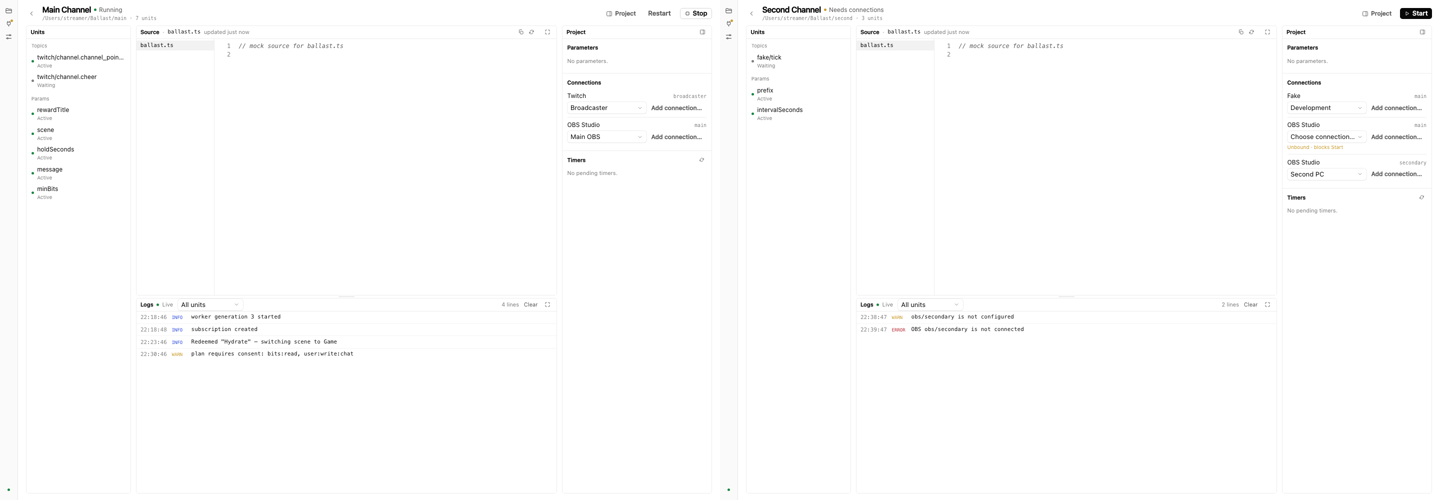 Main Channel • Running
/Users/streamer/Ballast/main · 7 units
Project
Restart
Stop
Units
Topics
twitch/channel.channel_poin...
Active
twitch/channel.cheer
Waiting
Params
rewardTitle
Active
scene
Active
holdSeconds
Active
message
Active
minBits
Active
Source · ballast.ts updated just now
ballast.ts
1 // mock source for ballast.ts
2
Logs • Live All units 4 lines Clear
22:18:46 INFO worker generation 3 started
22:18:48 INFO subscription created
22:23:46 INFO Redeemed "Hydrate" — switching scene to Game
22:30:46 WARN plan requires consent: bits:read, user:write:chat
Project
Parameters
No parameters.
Connections
Twitch broadcaster
Broadcaster Add connection...
OBS Studio main
Main OBS Add connection...
Timers
No pending timers.
Second Channel • Needs connections
/Users/streamer/Ballast/second · 3 units
Project
Start
Units
Topics
fake/tick
Waiting
Params
prefix
Active
intervalSeconds
Active
Source · ballast.ts updated just now
ballast.ts
1 // mock source for ballast.ts
2
Logs • Live All units 2 lines Clear
22:38:47 WARN obs/secondary is not configured
22:39:47 ERROR OBS obs/secondary is not connected
Project
Parameters
No parameters.
Connections
Fake main
Development Add connection...
OBS Studio main
Choose connection... Add connection...
Unbound · blocks Start
OBS Studio secondary
Second PC Add connection...
Timers
No pending timers.